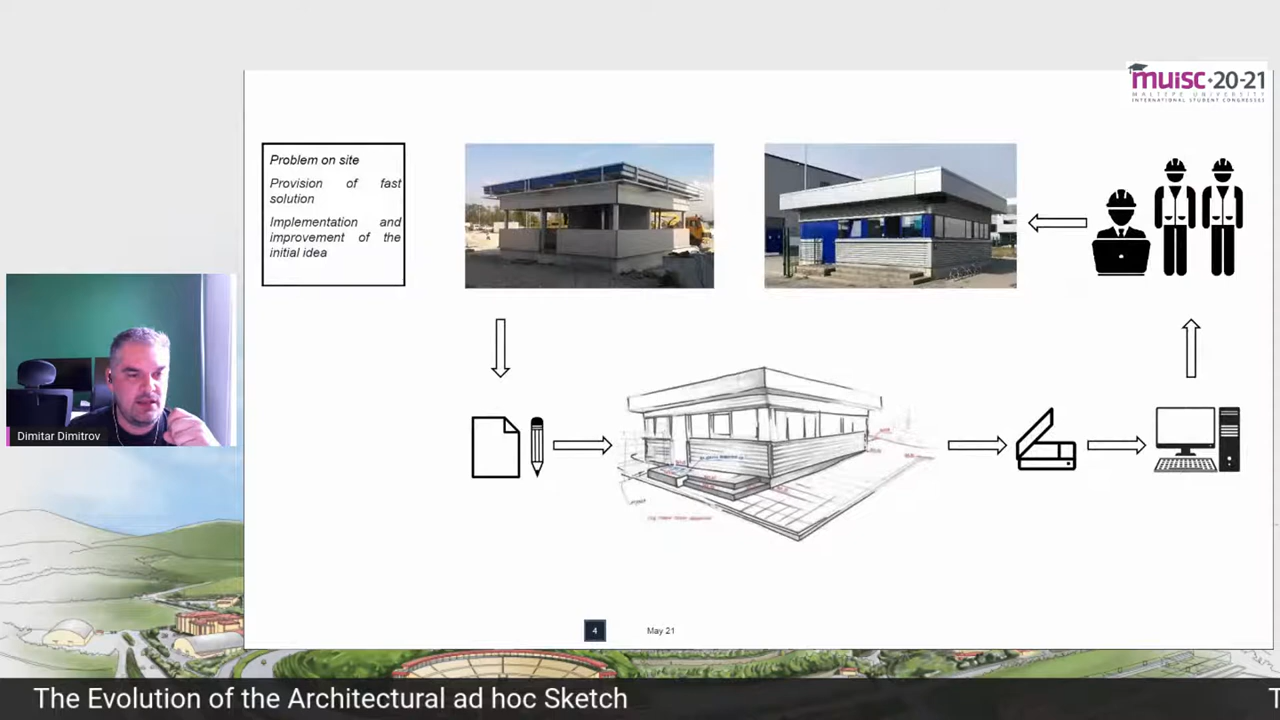 muisc·20-21
MALTEPE UNIVERSITY
INTERNATIONAL STUDENT CONGRESSES
Problem on site
Provision of fast
solution
Implementation and
improvement of the
initial idea
Dimitar Dimitrov
4
May 21
The Evolution of the Architectural ad hoc Sketch
T